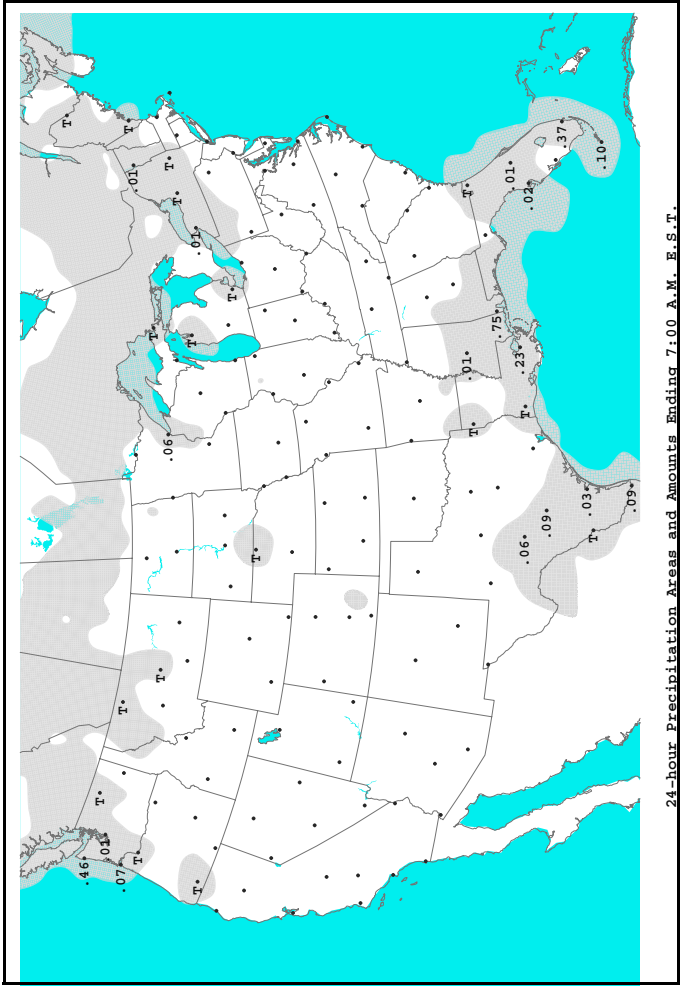 T
.46
T
.01
.07
T
T
.01
T
T
T
.06
T
T
T
.01
T
T
T
T
.01
T
.75
.01
.23
.06
T
.02
.09
.37
.03
T
.10
.09
24-hour Precipitation Areas and Amounts Ending 7:00 A.M. E.S.T.